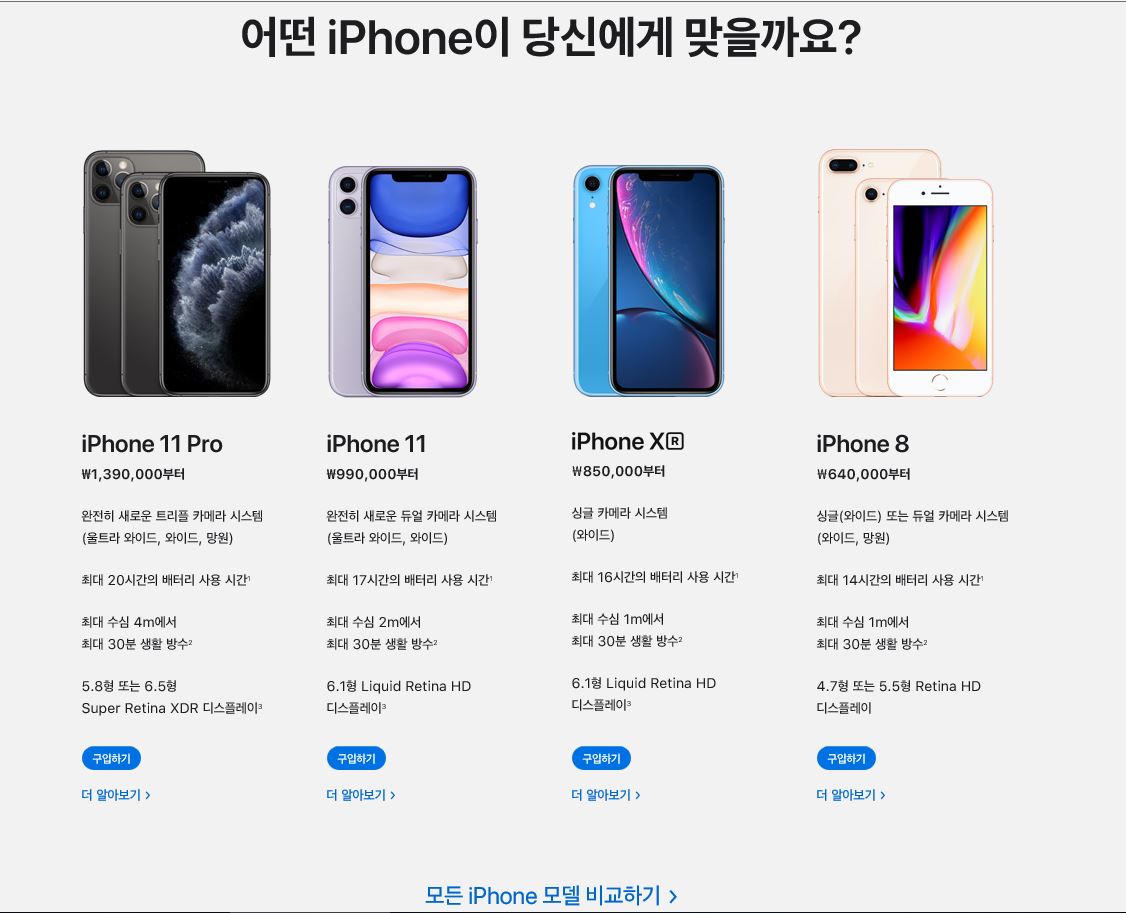 어떤 iPhone이 당신에게 맞을까요?
iPhone 11 Pro
₩1,390,000부터
완전히 새로운 트리플 카메라 시스템
(울트라 와이드, 와이드, 망원)
최대 20시간의 배터리 사용 시간¹
최대 수심 4m에서
최대 30분 생활 방수²
5.8형 또는 6.5형
Super Retina XDR 디스플레이³
구입하기
더 알아보기 >
iPhone 11
₩990,000부터
완전히 새로운 듀얼 카메라 시스템
(울트라 와이드, 와이드)
최대 17시간의 배터리 사용 시간¹
최대 수심 2m에서
최대 30분 생활 방수²
6.1형 Liquid Retina HD
디스플레이³
구입하기
더 알아보기 >
iPhone X🅁
₩850,000부터
싱글 카메라 시스템
(와이드)
최대 16시간의 배터리 사용 시간¹
최대 수심 1m에서
최대 30분 생활 방수²
6.1형 Liquid Retina HD
디스플레이³
구입하기
더 알아보기 >
iPhone 8
₩640,000부터
싱글(와이드) 또는 듀얼 카메라 시스템
(와이드, 망원)
최대 14시간의 배터리 사용 시간¹
최대 수심 1m에서
최대 30분 생활 방수²
4.7형 또는 5.5형 Retina HD
디스플레이
구입하기
더 알아보기 >
모든 iPhone 모델 비교하기 >